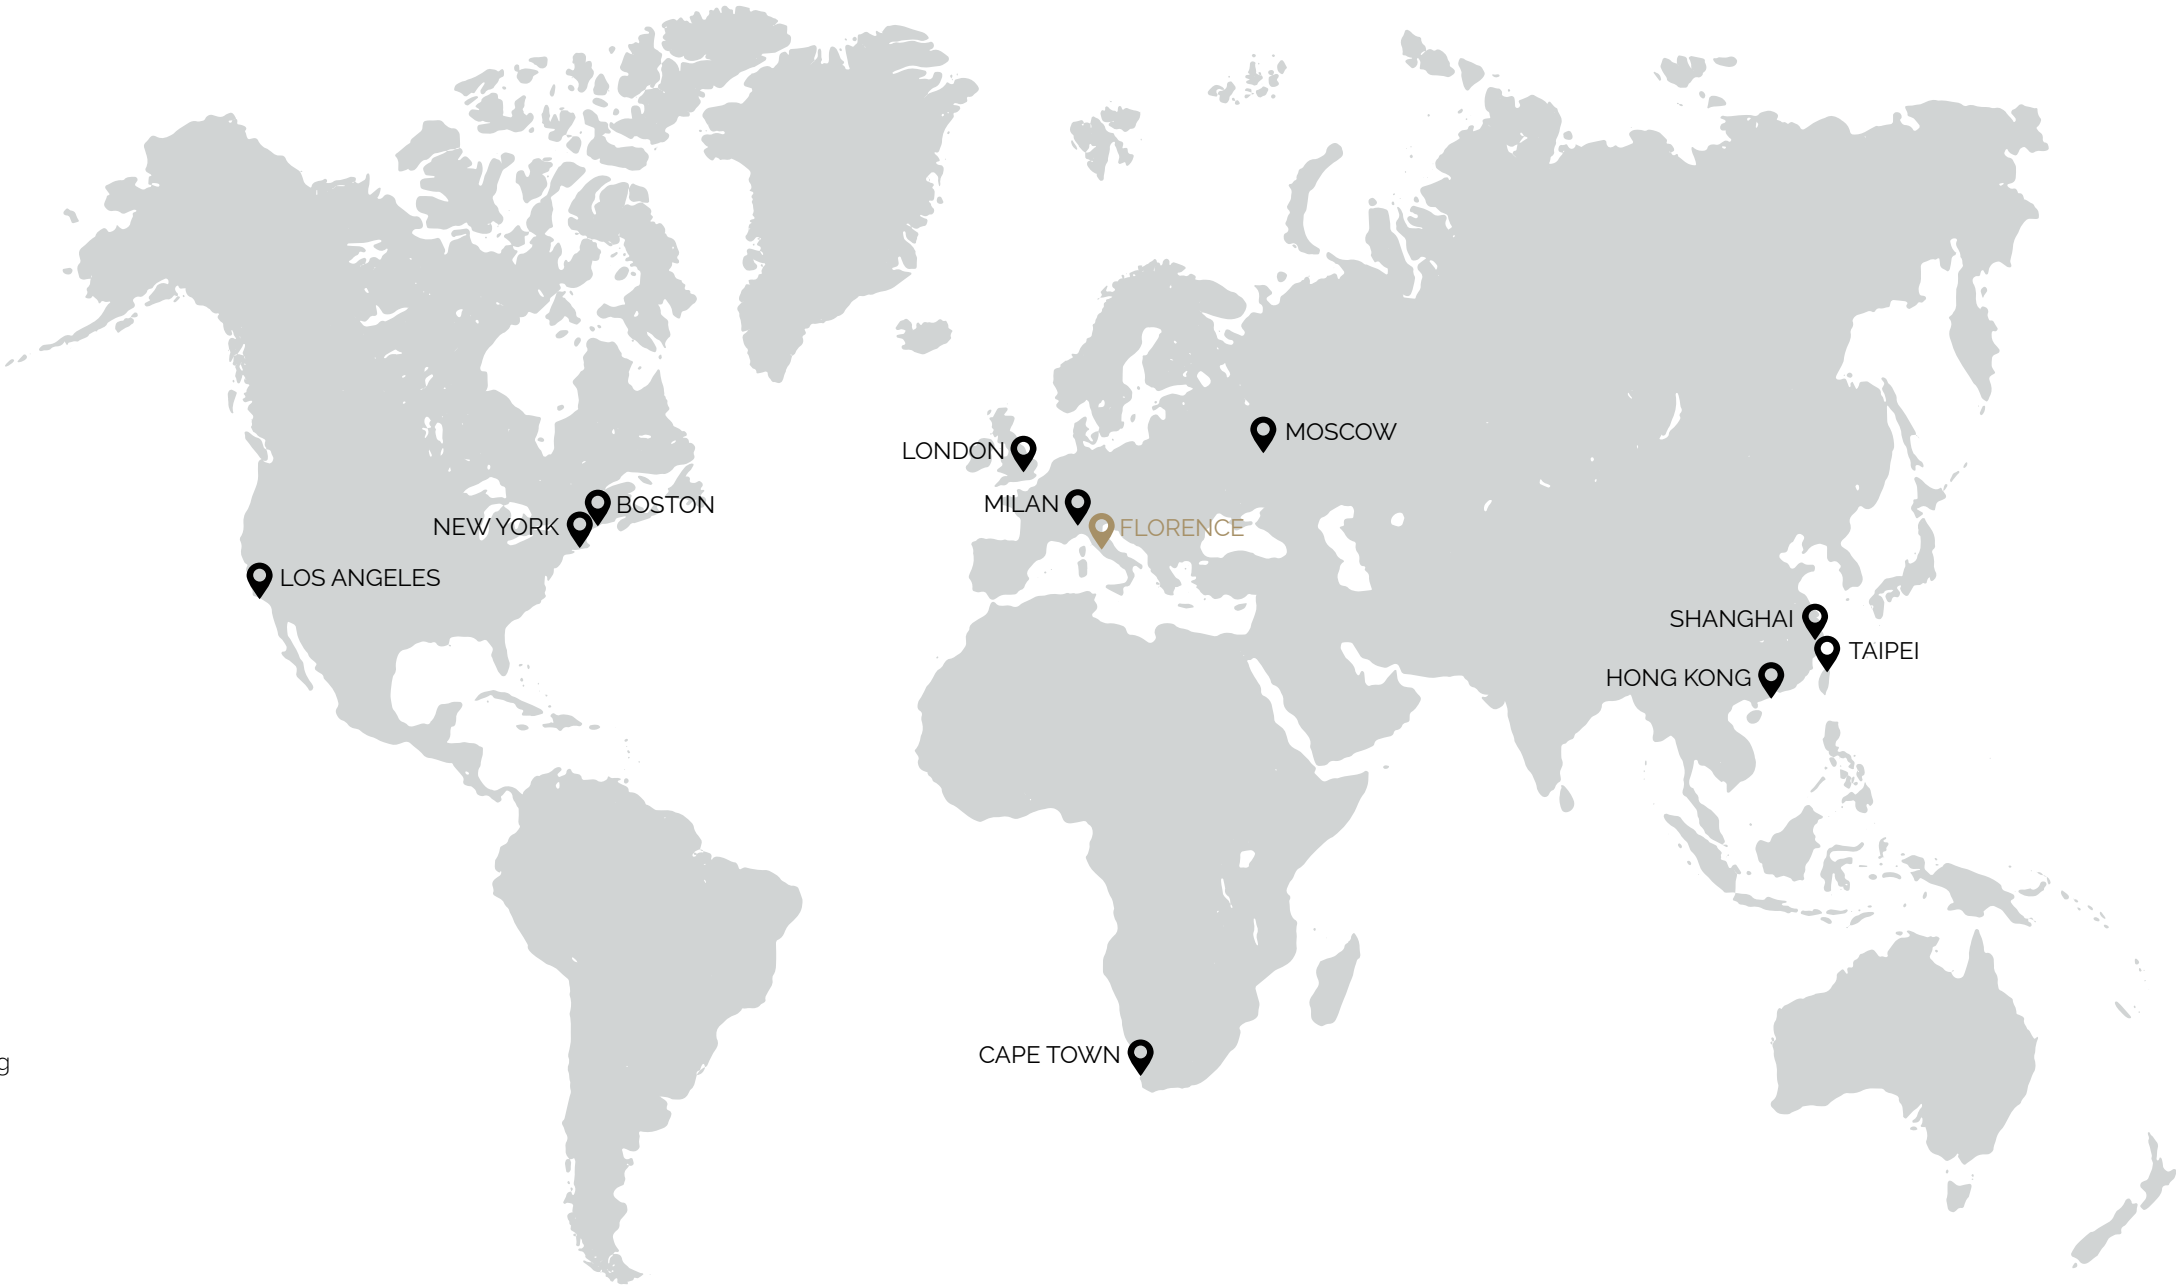 MOSCOW
LONDON
MILAN
BOSTON
NEW YORK
FLORENCE
LOS ANGELES
SHANGHAI
TAIPEI
HONG KONG
CAPE TOWN
g